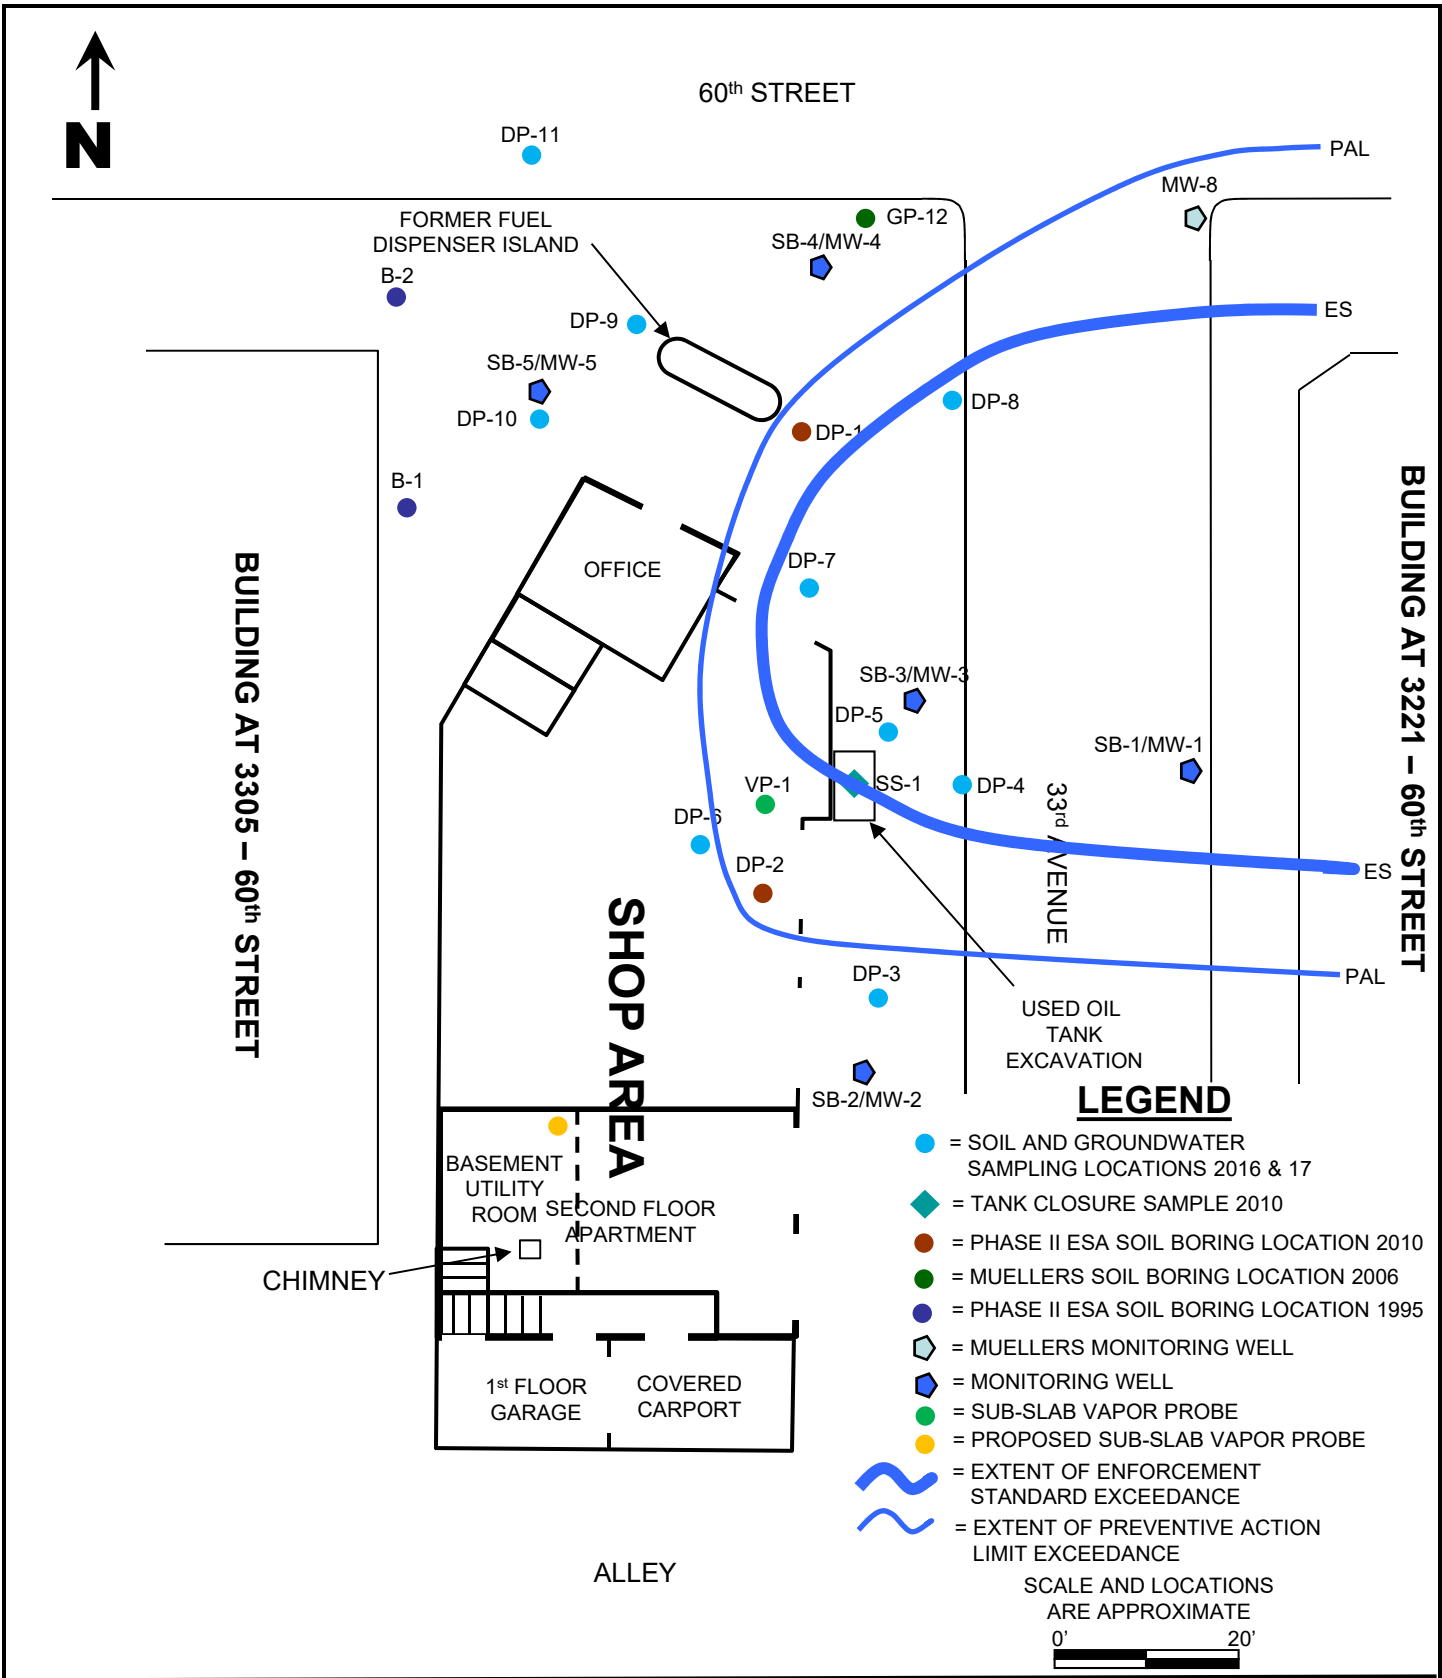 60th STREET
N
DP-11
PAL
MW-8
FORMER FUEL
DISPENSER ISLAND
GP-12
SB-4/MW-4
B-2
DP-9
ES
SB-5/MW-5
DP-10
DP-8
DP-1
B-1
OFFICE
DP-7
BUILDING AT 3305 – 60th STREET
BUILDING AT 3221 – 60th STREET
SB-3/MW-3
DP-5
SB-1/MW-1
VP-1
SS-1
DP-4
33rd AVENUE
DP-6
DP-2
ES
SHOP AREA
DP-3
PAL
USED OIL
TANK
EXCAVATION
SB-2/MW-2
BASEMENT
UTILITY
ROOM
SECOND FLOOR
APARTMENT
CHIMNEY
1st FLOOR
GARAGE
COVERED
CARPORT
ALLEY
LEGEND
= SOIL AND GROUNDWATER
SAMPLING LOCATIONS 2016 & 17
= TANK CLOSURE SAMPLE 2010
= PHASE II ESA SOIL BORING LOCATION 2010
= MUELLERS SOIL BORING LOCATION 2006
= PHASE II ESA SOIL BORING LOCATION 1995
= MUELLERS MONITORING WELL
= MONITORING WELL
= SUB-SLAB VAPOR PROBE
= PROPOSED SUB-SLAB VAPOR PROBE
= EXTENT OF ENFORCEMENT
STANDARD EXCEEDANCE
= EXTENT OF PREVENTIVE ACTION
LIMIT EXCEEDANCE
SCALE AND LOCATIONS
ARE APPROXIMATE
0' 20'